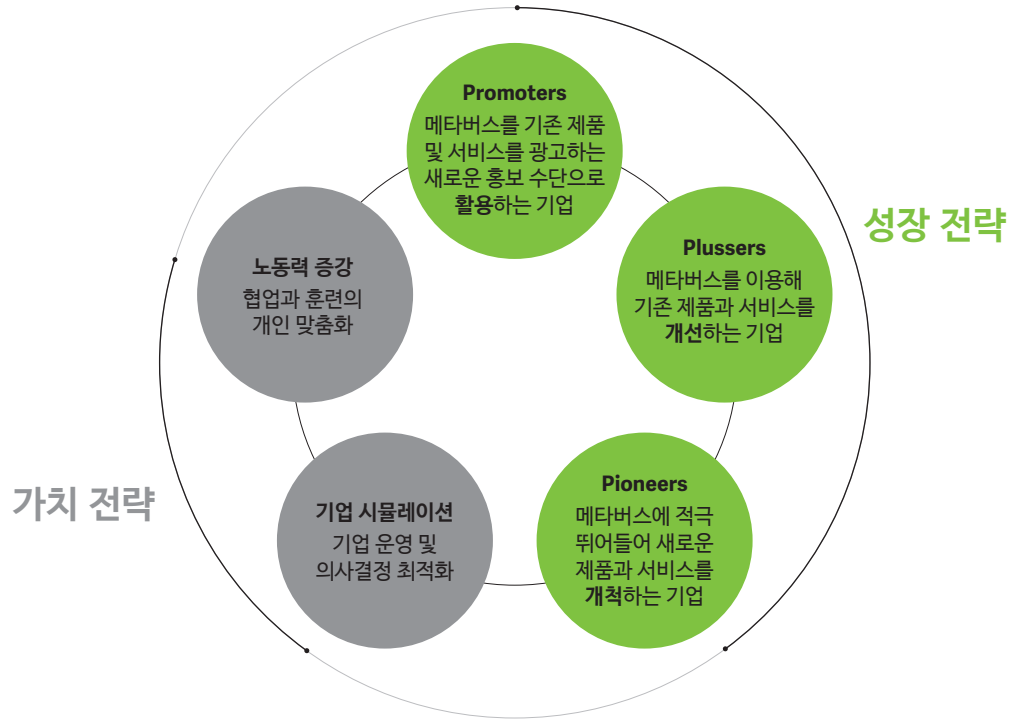 Promoters
메타버스를 기존 제품
및 서비스를 광고하는
새로운 홍보 수단으로
활용하는 기업
성장 전략
Plussers
메타버스를 이용해
기존 제품과 서비스를
개선하는 기업
노동력 증강
협업과 훈련의
개인 맞춤화
Pioneers
메타버스에 적극
뛰어들어 새로운
제품과 서비스를
개척하는 기업
가치 전략
기업 시뮬레이션
기업 운영 및
의사결정 최적화